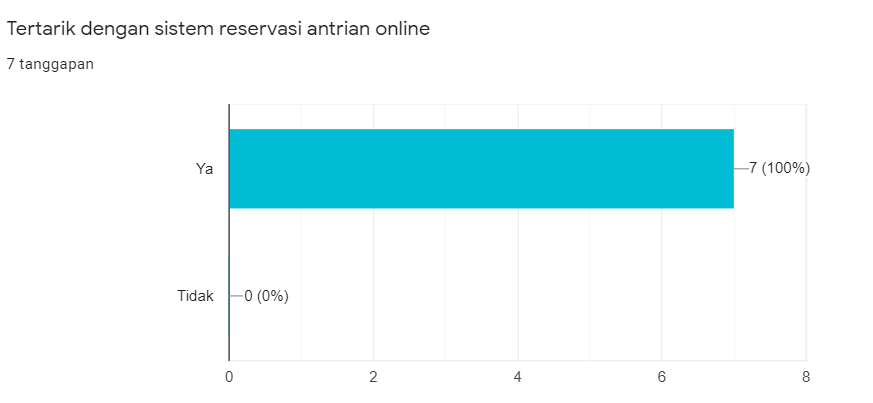 Tertarik dengan sistem reservasi antrian online
7 tanggapan
Ya
7 (100%)
Tidak
0 (0%)
0 2 4 6 8